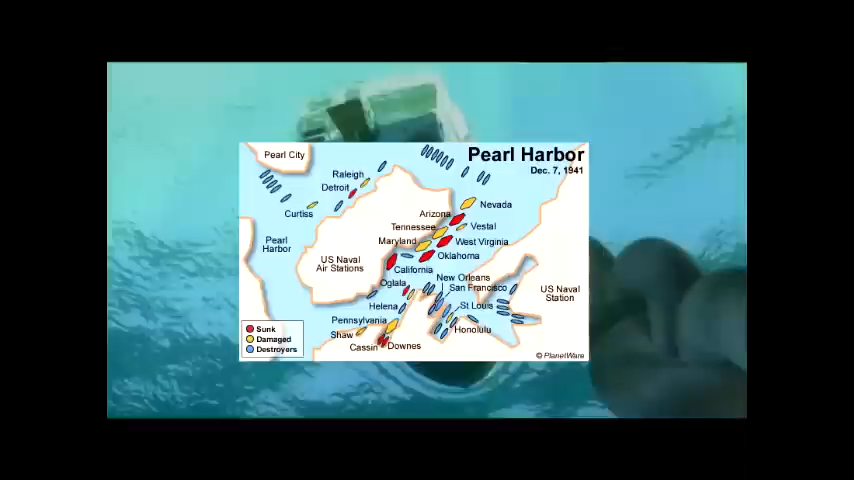 Pearl Harbor
Dec. 7, 1941
Pearl City
Raleigh
Detroit
Curtiss
Nevada
Arizona
Vestal
Tennessee
West Virginia
Maryland
Oklahoma
Pearl
Harbor
US Naval
Air Stations
California
New Orleans
San Francisco
US Naval
Station
Oglala
Helena
St Louis
Pennsylvania
Honolulu
Shaw
Cassin
Downes
Sunk
Damaged
Destroyers
© PlanetWare